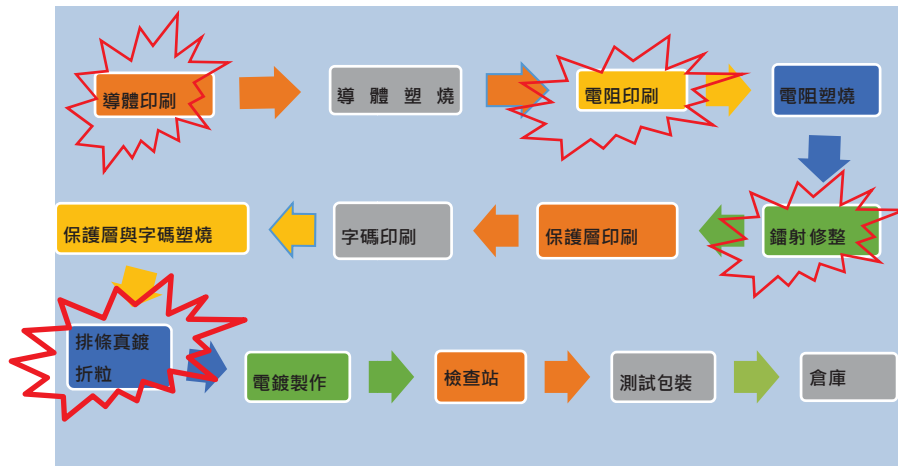 導體印刷
導體塑燒
電阻印刷
電阻塑燒
鐳射修整
保護層印刷
字碼印刷
保護層與字碼塑燒
排條真鍍
折粒
電鍍製作
檢查站
測試包裝
倉庫